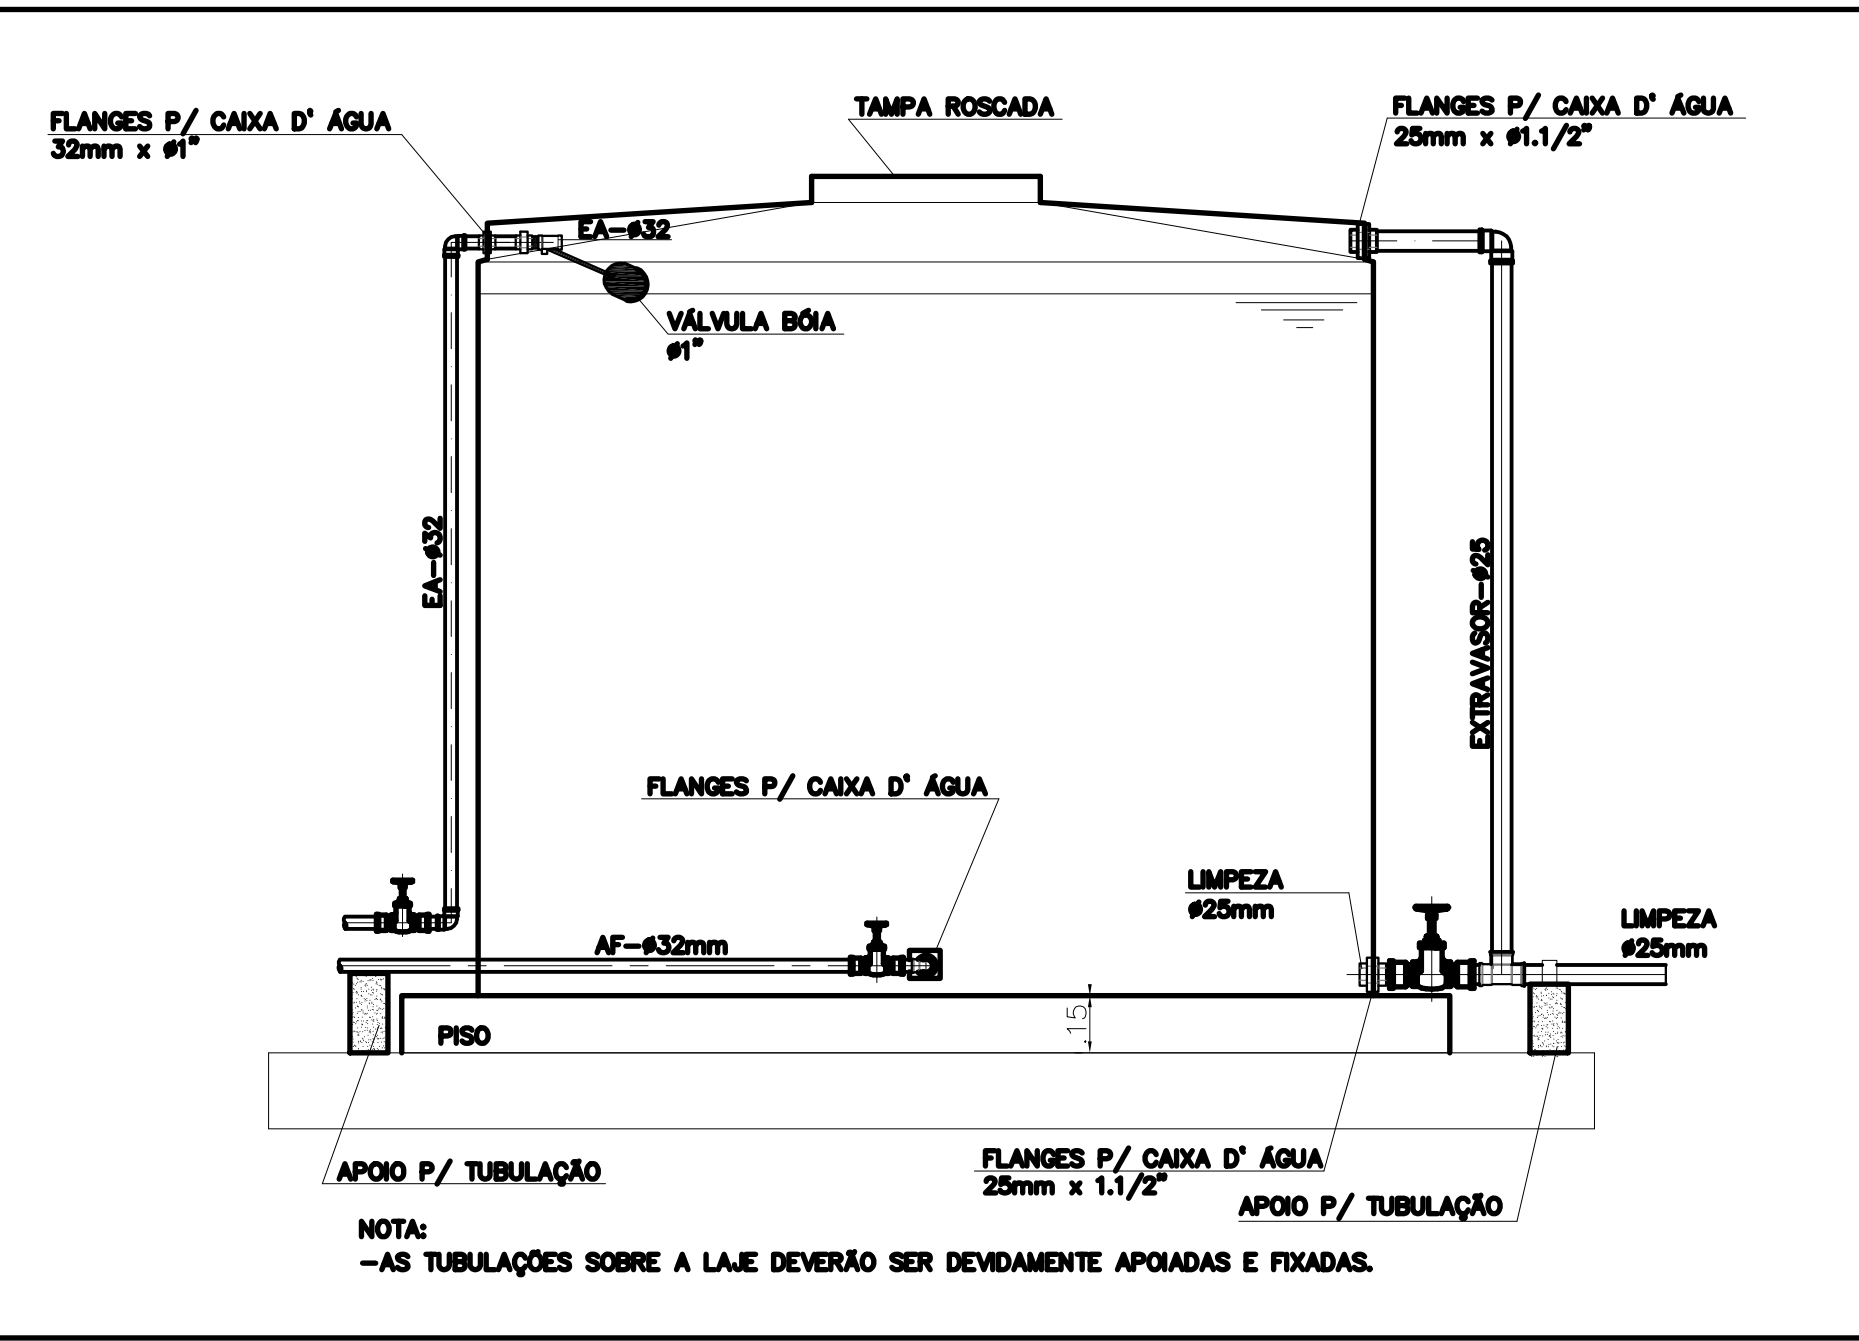 TAMPA ROSCADA
FLANGES P/ CAIXA D' ÁGUA
25mm x ø1.1/2"
FLANGES P/ CAIXA D' ÁGUA
32mm x ø1"
EA-ø32
VÁLVULA BÓIA
ø1"
EA-ø32
EXTRAVASOR-ø25
FLANGES P/ CAIXA D' ÁGUA
LIMPEZA
ø25mm
LIMPEZA
ø25mm
AF-ø32mm
.15
PISO
FLANGES P/ CAIXA D' ÁGUA
25mm x 1.1/2"
APOIO P/ TUBULAÇÃO
APOIO P/ TUBULAÇÃO
NOTA:
-AS TUBULAÇÕES SOBRE A LAJE DEVERÃO SER DEVIDAMENTE APOIADAS E FIXADAS.